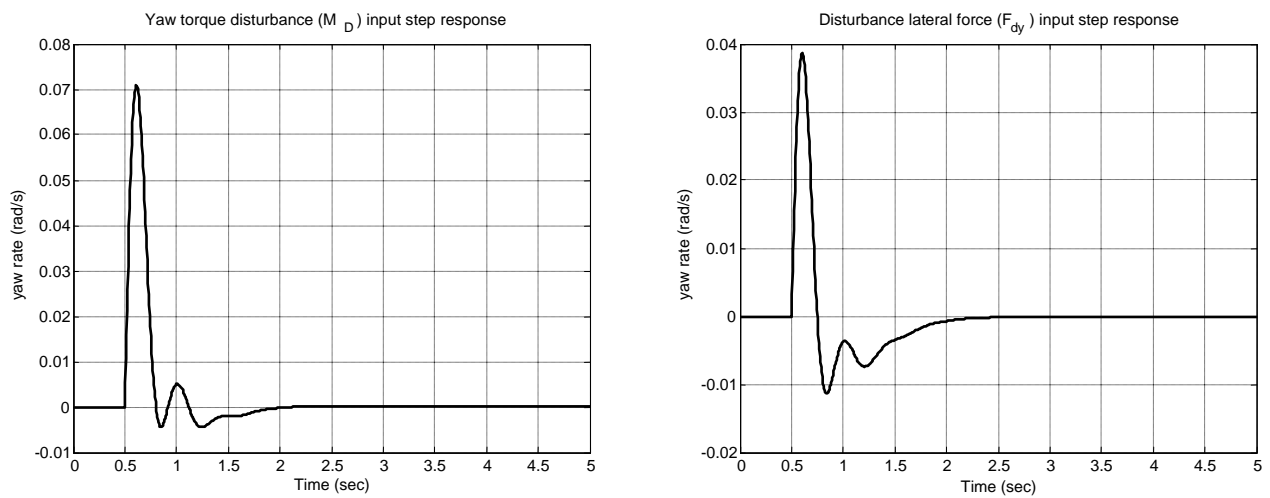 Yaw torque disturbance (M D ) input step response
0.08
0.07
0.06
0.05
0.04
0.03
0.02
0.01
0
-0.01
yaw rate (rad/s)
0 0.5 1 1.5 2 2.5 3 3.5 4 4.5 5
Time (sec)
Disturbance lateral force (F dy ) input step response
0.04
0.03
0.02
0.01
0
-0.01
-0.02
yaw rate (rad/s)
0 0.5 1 1.5 2 2.5 3 3.5 4 4.5 5
Time (sec)